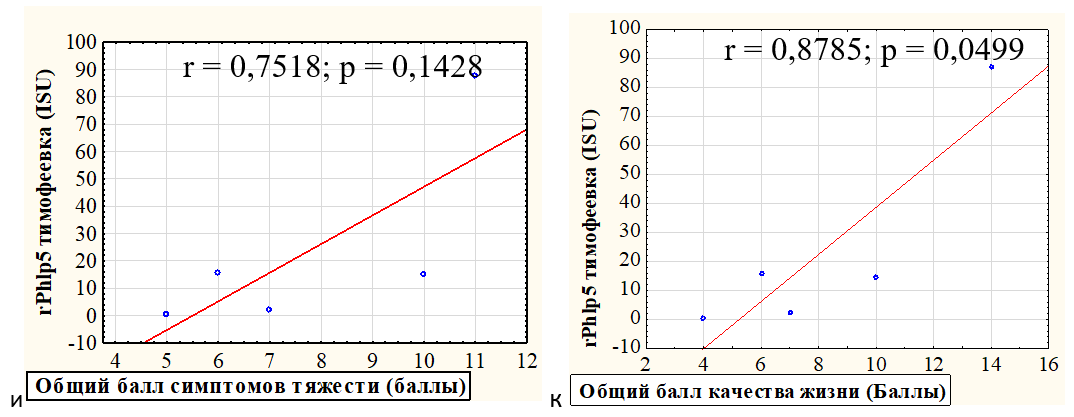 r = 0,7518; p = 0,1428
100
90
80
70
60
50
40
30
20
10
0
-10
rPhlp5 тимофеевка (ISU)
4 5 6 7 8 9 10 11 12
Общий балл симптомов тяжести (баллы)
и
r = 0,8785; p = 0,0499
100
90
80
70
60
50
40
30
20
10
0
-10
rPhlp5 тимофеевка (ISU)
2 4 6 8 10 12 14 16
Общий балл качества жизни (Баллы)
к